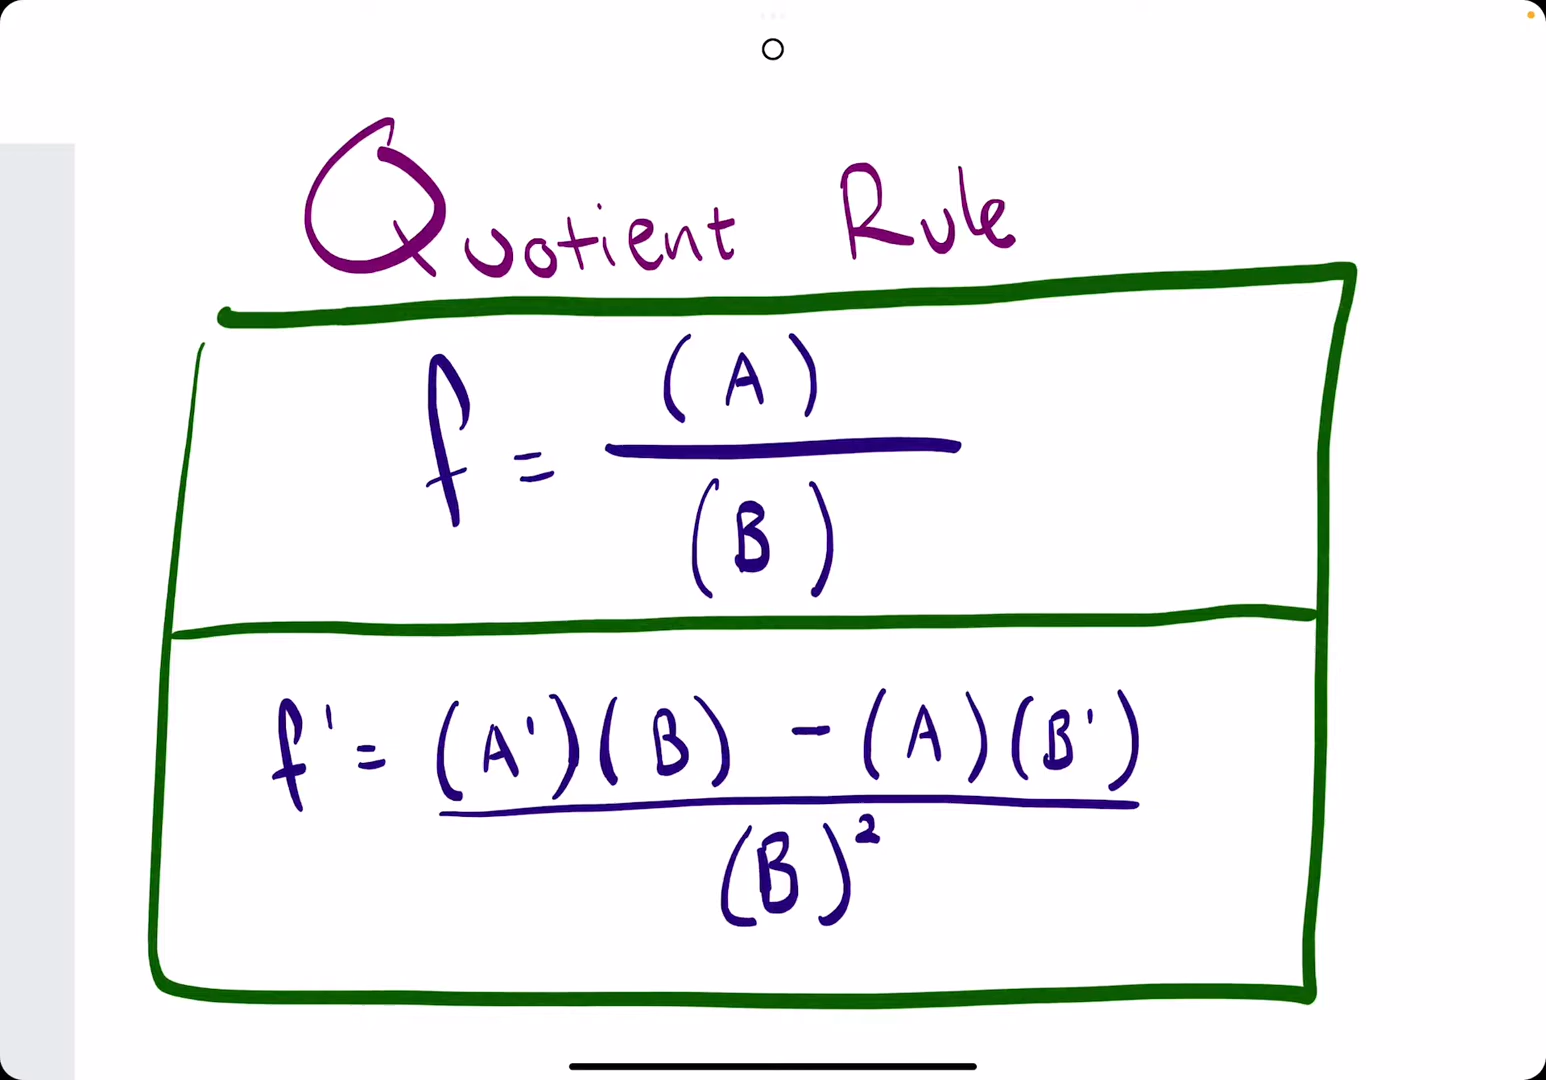 Quotient Rule
f = (A)
(B)
f' = (A')(B) - (A)(B')
(B)²